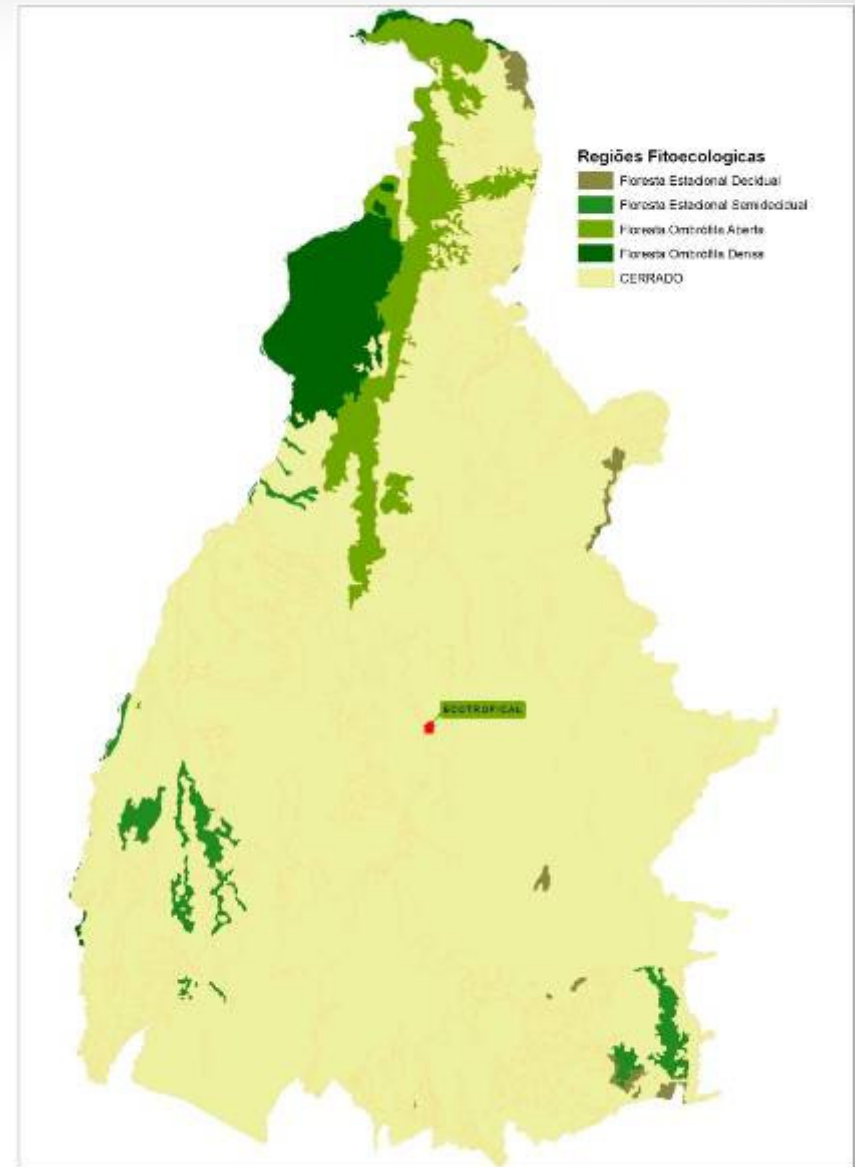 Regiões Fitoecologicas
Floresta Estacional Decidual
Floresta Estacional Semidecidual
Floresta Ombrófila Aberta
Floresta Ombrófila Densa
CERRADO
ECOTROPICAL